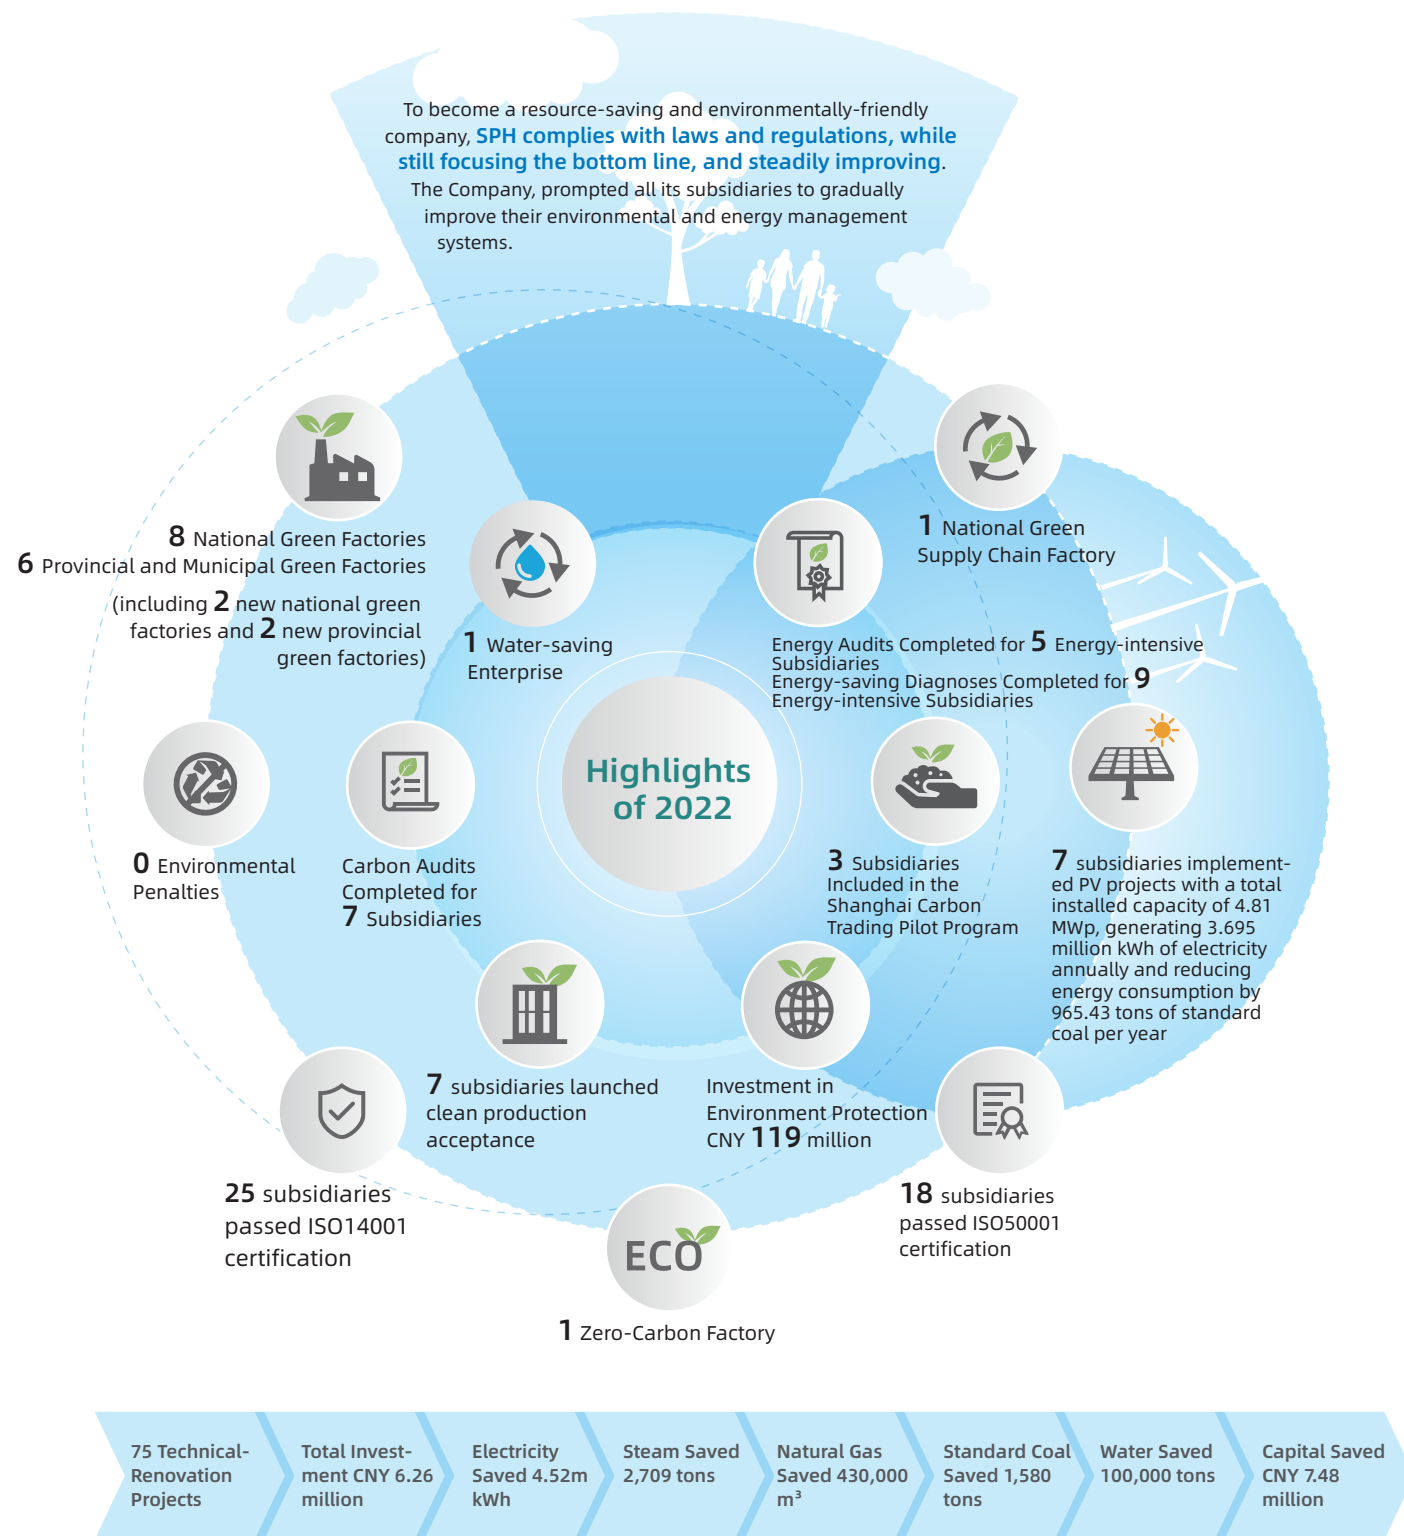 To become a resource-saving and environmentally-friendly
company, SPH complies with laws and regulations, while
still focusing the bottom line, and steadily improving.
The Company, prompted all its subsidiaries to gradually
improve their environmental and energy management
systems.
8 National Green Factories
6 Provincial and Municipal Green Factories
(including 2 new national green
factories and 2 new provincial
green factories)
1 Water-saving
Enterprise
1 National Green
Supply Chain Factory
Energy Audits Completed for 5 Energy-intensive
Subsidiaries
Energy-saving Diagnoses Completed for 9
Energy-intensive Subsidiaries
Highlights
of 2022
0 Environmental
Penalties
Carbon Audits
Completed for
7 Subsidiaries
3 Subsidiaries
Included in the
Shanghai Carbon
Trading Pilot Program
7 subsidiaries implement-
ed PV projects with a total
installed capacity of 4.81
MWp, generating 3.695
million kWh of electricity
annually and reducing
energy consumption by
965.43 tons of standard
coal per year
7 subsidiaries launched
clean production
acceptance
Investment in
Environment Protection
CNY 119 million
25 subsidiaries
passed ISO14001
certification
18 subsidiaries
passed ISO50001
certification
ECO
1 Zero-Carbon Factory
75 Technical-
Renovation
Projects
Total Invest-
ment CNY 6.26
million
Electricity
Saved 4.52m
kWh
Steam Saved
2,709 tons
Natural Gas
Saved 430,000
m³
Standard Coal
Saved 1,580
tons
Water Saved
100,000 tons
Capital Saved
CNY 7.48
million